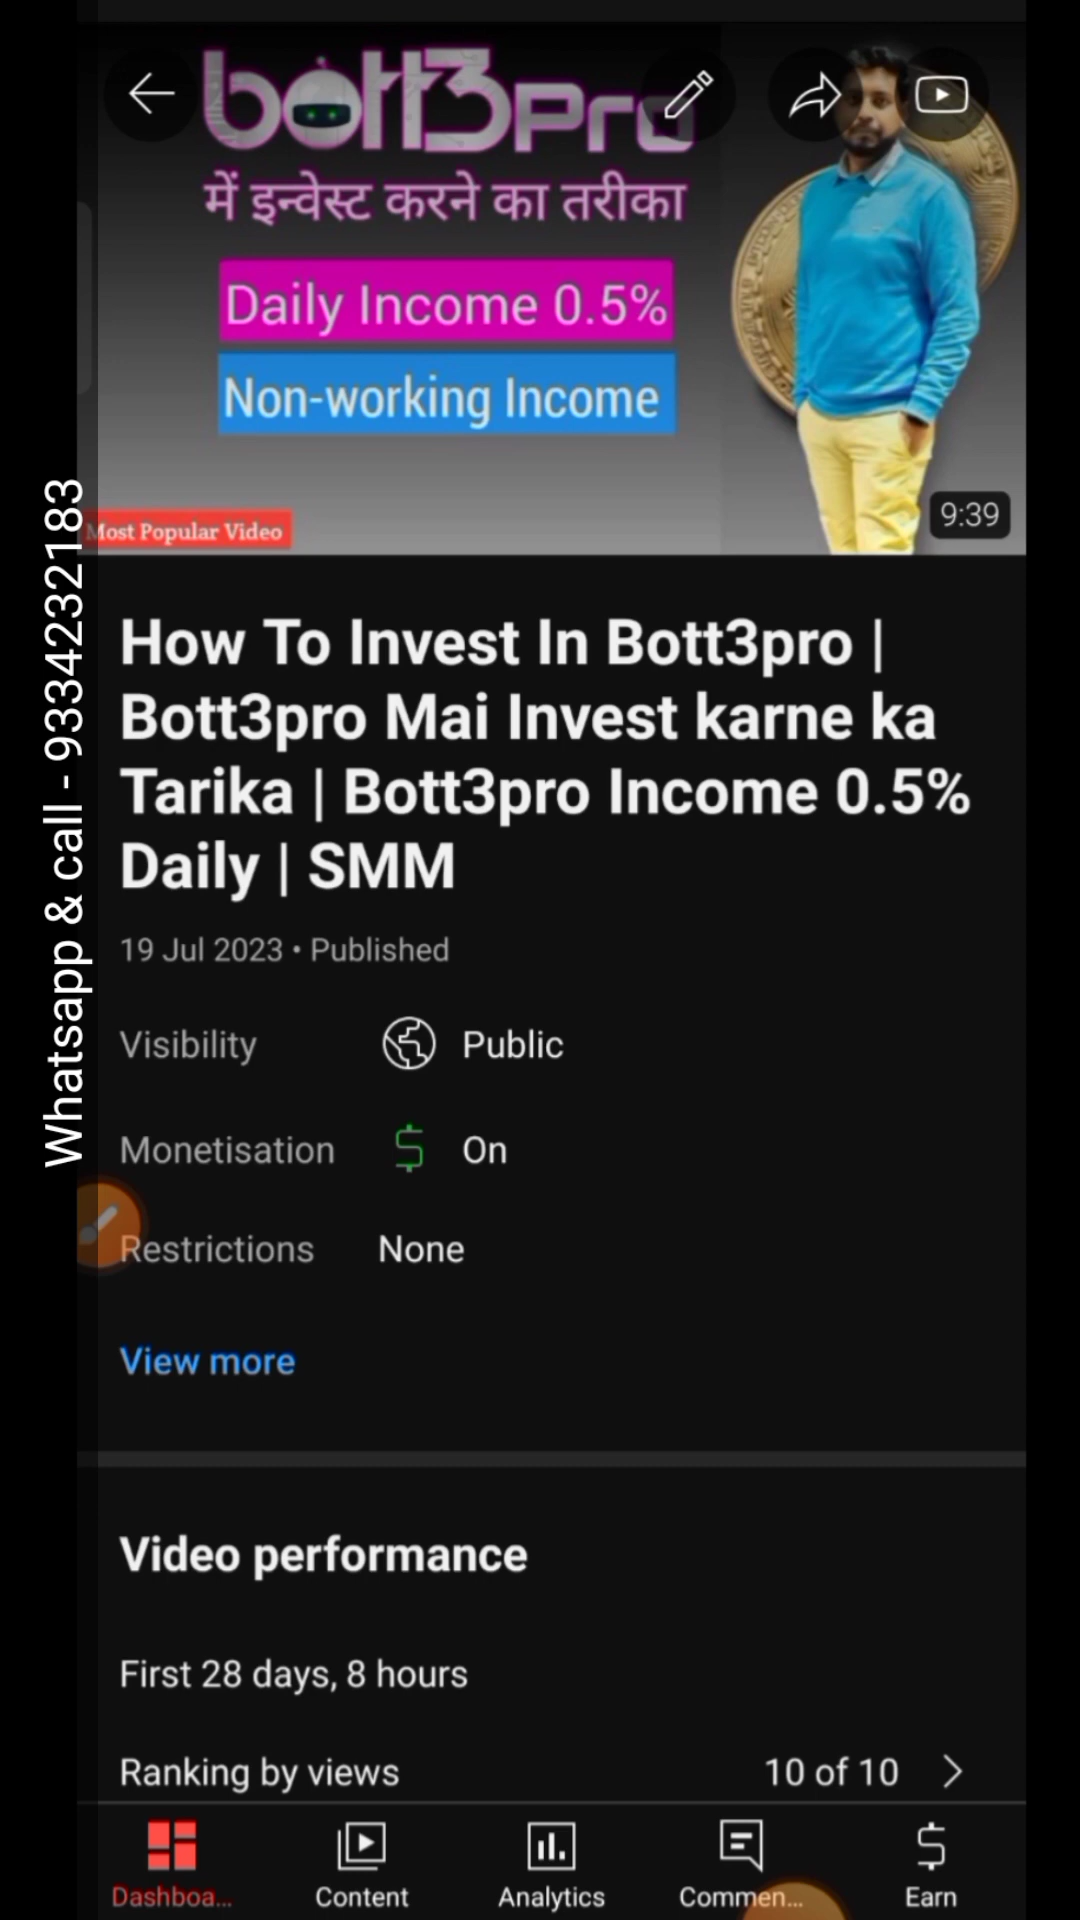 bott3Pro
में इन्वेस्ट करने का तरीका
Daily Income 0.5%
Non-working Income
Most Popular Video
9:39
Whatsapp & call - 9334232183
How To Invest In Bott3pro |
Bott3pro Mai Invest karne ka
Tarika | Bott3pro Income 0.5%
Daily | SMM
19 Jul 2023 • Published
Visibility Public
Monetisation On
Restrictions None
View more
Video performance
First 28 days, 8 hours
Ranking by views 10 of 10
Dashboa... Content Analytics Commen... Earn